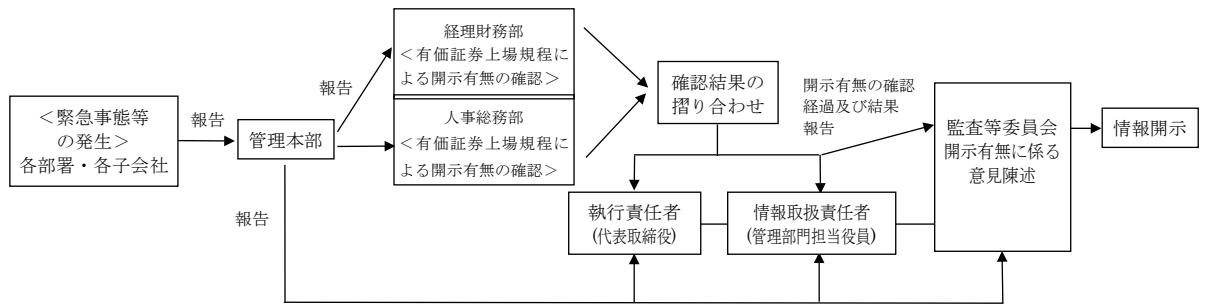 ＜緊急事態等
の発生＞
各部署・各子会社
報告
管理本部
報告
報告
経理財務部
＜有価証券上場規程に
よる開示有無の確認＞
人事総務部
＜有価証券上場規程に
よる開示有無の確認＞
確認結果の
摺り合わせ
開示有無の確認
経過及び結果
報告
執行責任者
(代表取締役)
情報取扱責任者
(管理部門担当役員)
監査等委員会
開示有無に係る
意見陳述
情報開示